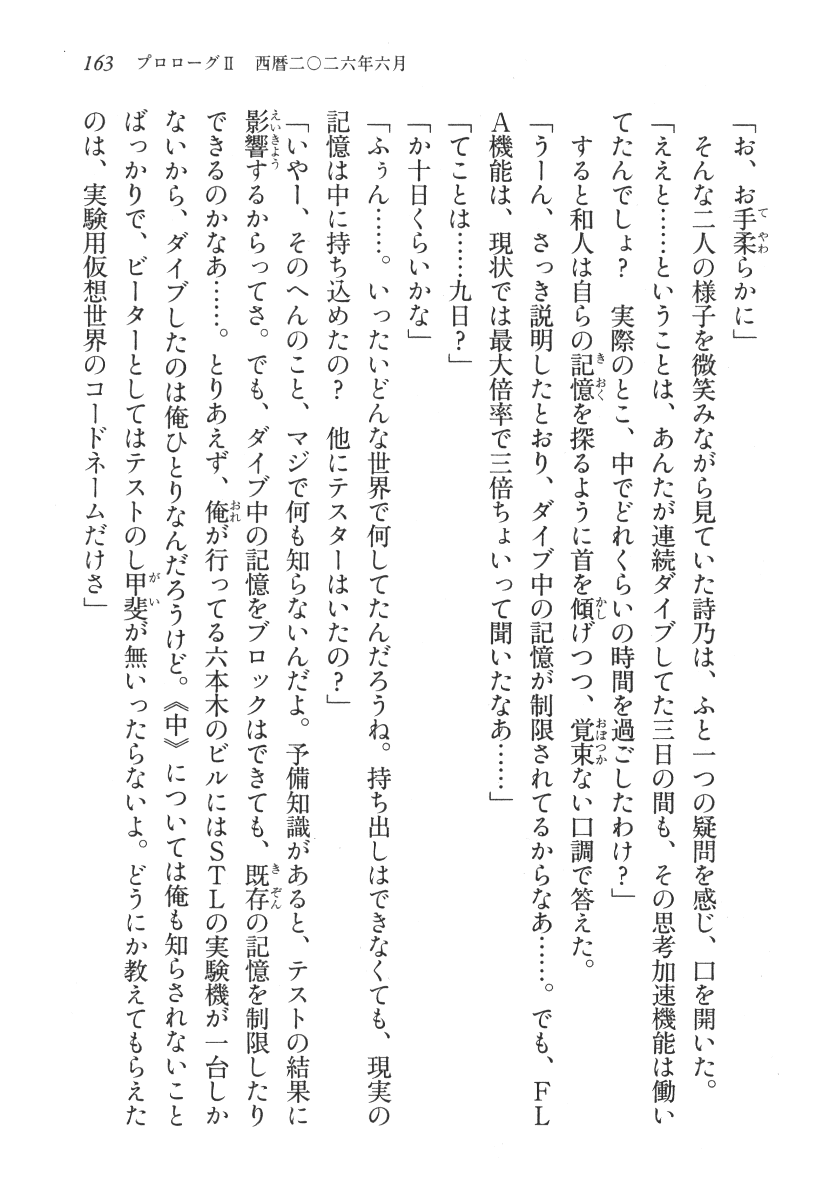 163 プロローグⅡ 西暦二〇二六年六月
「お、お手柔らかに」
　そんな二人の様子を微笑みながら見ていた詩乃は、ふと一つの疑問を感じ、口を開いた。
「ええと……ということは、あんたが連続ダイブしてた三日の間も、その思考加速機能は働い
てたんでしょ？　実際のとこ、中でどれくらいの時間を過ごしたわけ？」
　すると和人は自らの記憶を探るように首を傾げつつ、覚束ない口調で答えた。
「うーん、さっき説明したとおり、ダイブ中の記憶が制限されてるからなあ……。でも、ＦＬ
Ａ機能は、現状では最大倍率で三倍ちょいって聞いたなあ……」
「てことは……九日？」
「か十日くらいかな」
「ふぅん……。いったいどんな世界で何してたんだろうね。持ち出しはできなくても、現実の
記憶は中に持ち込めたの？　他にテスターはいたの？」
「いやー、そのへんのこと、マジで何も知らないんだよ。予備知識があると、テストの結果に
影響するからってさ。でも、ダイブ中の記憶をブロックはできても、既存の記憶を制限したり
できるのかなあ……。とりあえず、俺が行ってる六本木のビルにはＳＴＬの実験機が一台しか
ないから、ダイブしたのは俺ひとりなんだろうけど。《中》については俺も知らされないこと
ばっかりで、ビーターとしてはテストのし甲斐が無いったらないよ。どうにか教えてもらえた
のは、実験用仮想世界のコードネームだけさ」